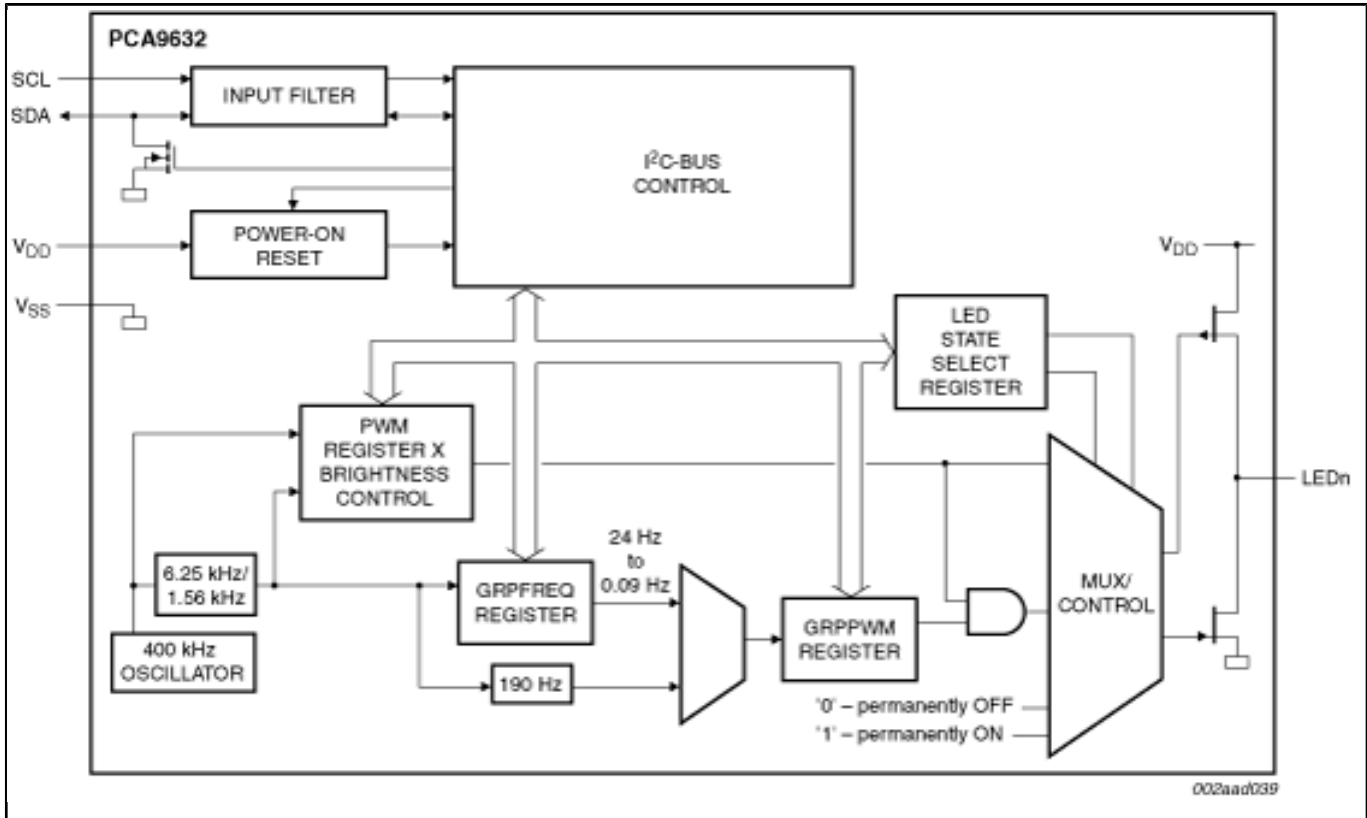 PCA9632
SCL
INPUT FILTER
SDA
I²C-BUS
CONTROL
POWER-ON
RESET
VDD
VDD
VSS
LED
STATE
SELECT
REGISTER
PWM
REGISTER X
BRIGHTNESS
CONTROL
LEDn
24 Hz
to
0.09 Hz
6.25 kHz/
1.56 kHz
GRPFREQ
REGISTER
MUX/
CONTROL
GRPPWM
REGISTER
400 kHz
OSCILLATOR
190 Hz
'0' – permanently OFF
'1' – permanently ON
002aad039